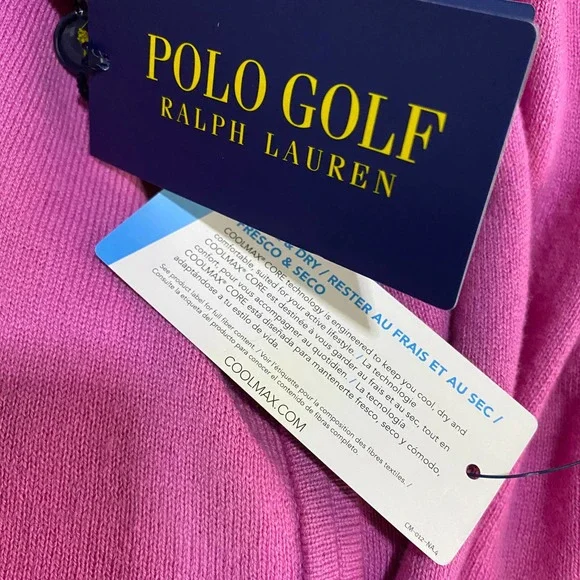 POLO GOLF
RALPH LAUREN
& DRY / RESTER AU FRAIS ET AU SEC /
FRESCO & SECO
COOLMAX® CORE technology is engineered to keep you cool, dry and
comfortable, suited for your active lifestyle. / La technologie
COOLMAX® CORE est destinée à vous garder au frais et au sec, tout en
confort, pour vous accompagner au quotidien. / La tecnología
COOLMAX® CORE está diseñada para mantenerte fresco, seco y cómodo,
adaptándose a tu estilo de vida.
See product label for full fiber content. / Voir l'étiquette pour la composition des fibres textiles. /
Consulte la etiqueta del producto para conocer el contenido de fibras completo.
COOLMAX.COM
CM-012-NA.4